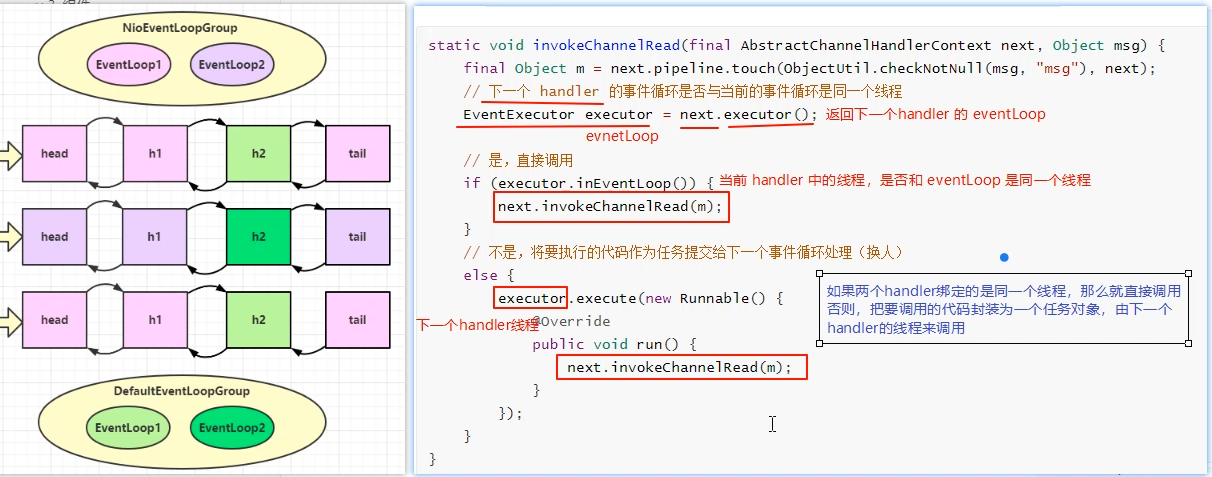 NioEventLoopGroup
EventLoop1
EventLoop2
head
h1
h2
tail
head
h1
h2
tail
head
h1
h2
tail
DefaultEventLoopGroup
EventLoop1
EventLoop2
static void invokeChannelRead(final AbstractChannelHandlerContext next, Object msg) {
final Object m = next.pipeline.touch(ObjectUtil.checkNotNull(msg, "msg"), next);
// 下一个 handler 的事件循环是否与当前的事件循环是同一个线程
EventExecutor executor = next.executor(); 返回下一个handler 的 eventLoop
evnetLoop
// 是，直接调用
if (executor.inEventLoop()) { 当前 handler 中的线程，是否和 eventLoop 是同一个线程
next.invokeChannelRead(m);
}
// 不是，将要执行的代码作为任务提交给下一个事件循环处理（换人）
else {
executor.execute(new Runnable() {
下一个handler线程
@Override
public void run() {
next.invokeChannelRead(m);
}
});
}
}
如果两个handler绑定的是同一个线程，那么就直接调用
否则，把要调用的代码封装为一个任务对象，由下一个
handler的线程来调用